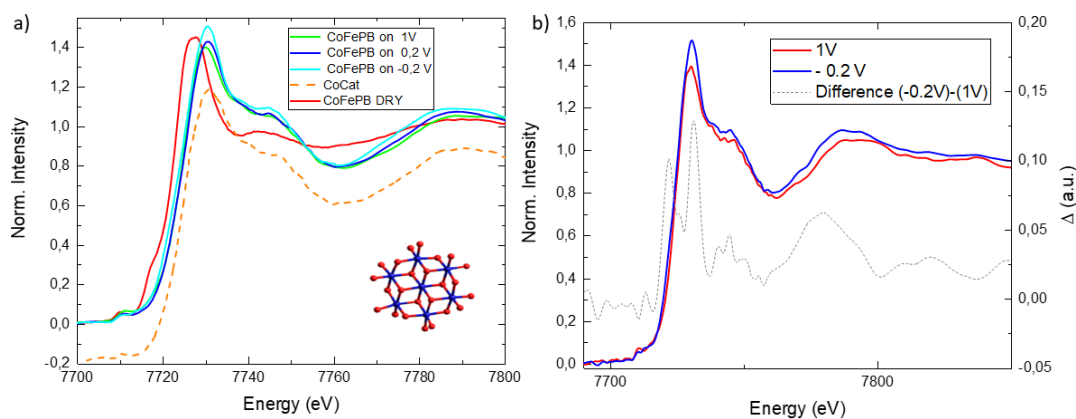 a)
CoFePB on 1V
CoFePB on 0,2 V
CoFePB on -0,2 V
CoCat
CoFePB DRY
Norm. Intensity
1,4
1,2
1,0
0,8
0,6
0,4
0,2
0,0
-0,2
7700 7720 7740 7760 7780 7800
Energy (eV)
b)
1V
- 0.2 V
Difference (-0.2V)-(1V)
Norm. Intensity
1,6
1,4
1,2
1,0
0,8
0,6
0,4
0,2
0,0
7700 7800
Energy (eV)
0,20
0,15
0,10
0,05
0,00
-0,05
Δ (a.u.)